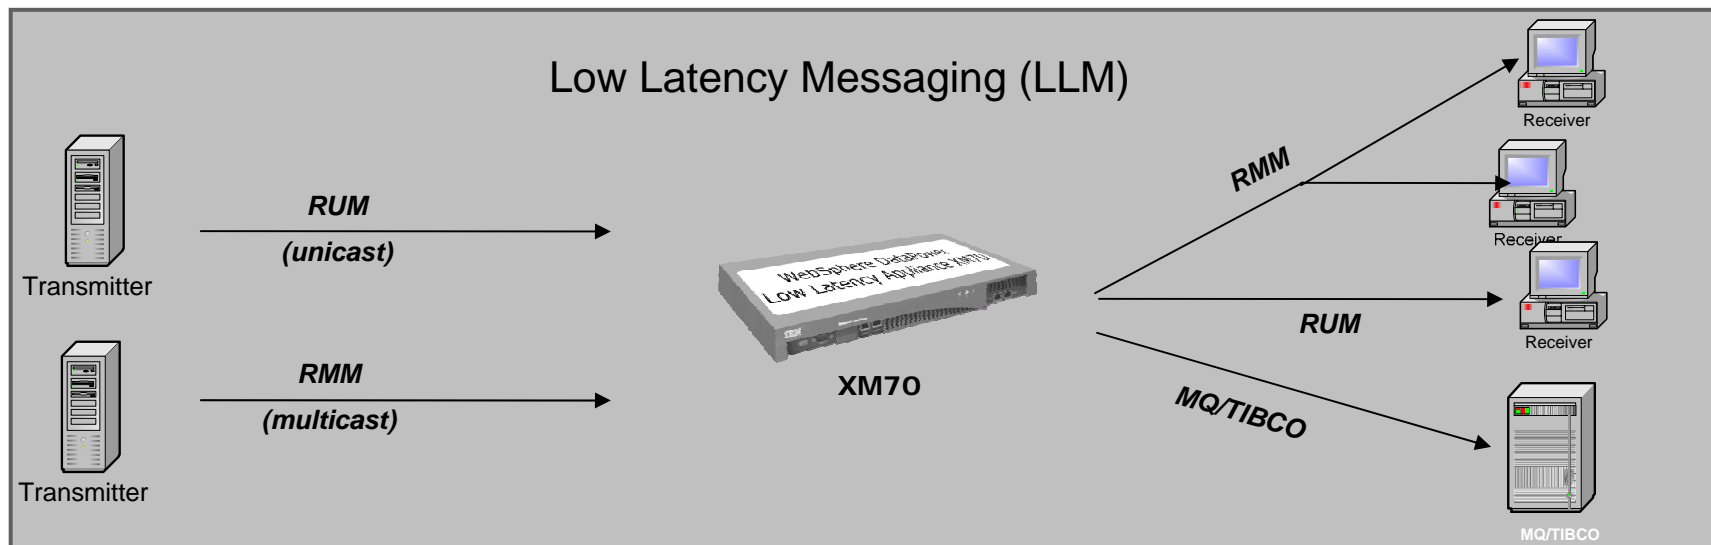 Low Latency Messaging (LLM)
Receiver
RMM
Receiver
RUM
(unicast)
Transmitter
WebSphere DataPower
Low Latency Appliance XM70
IBM
RUM
Receiver
RMM
(multicast)
XM70
MQ/TIBCO
Transmitter
MQ/TIBCO